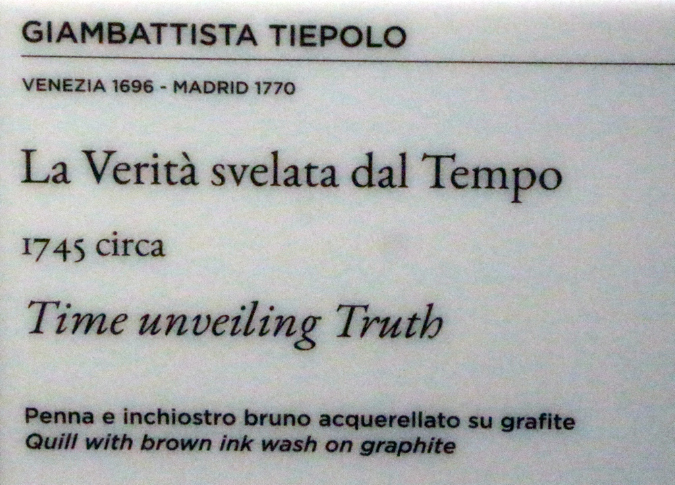 GIAMBATTISTA TIEPOLO
VENEZIA 1696 - MADRID 1770
La Verità svelata dal Tempo
1745 circa
Time unveiling Truth
Penna e inchiostro bruno acquerellato su grafite
Quill with brown ink wash on graphite